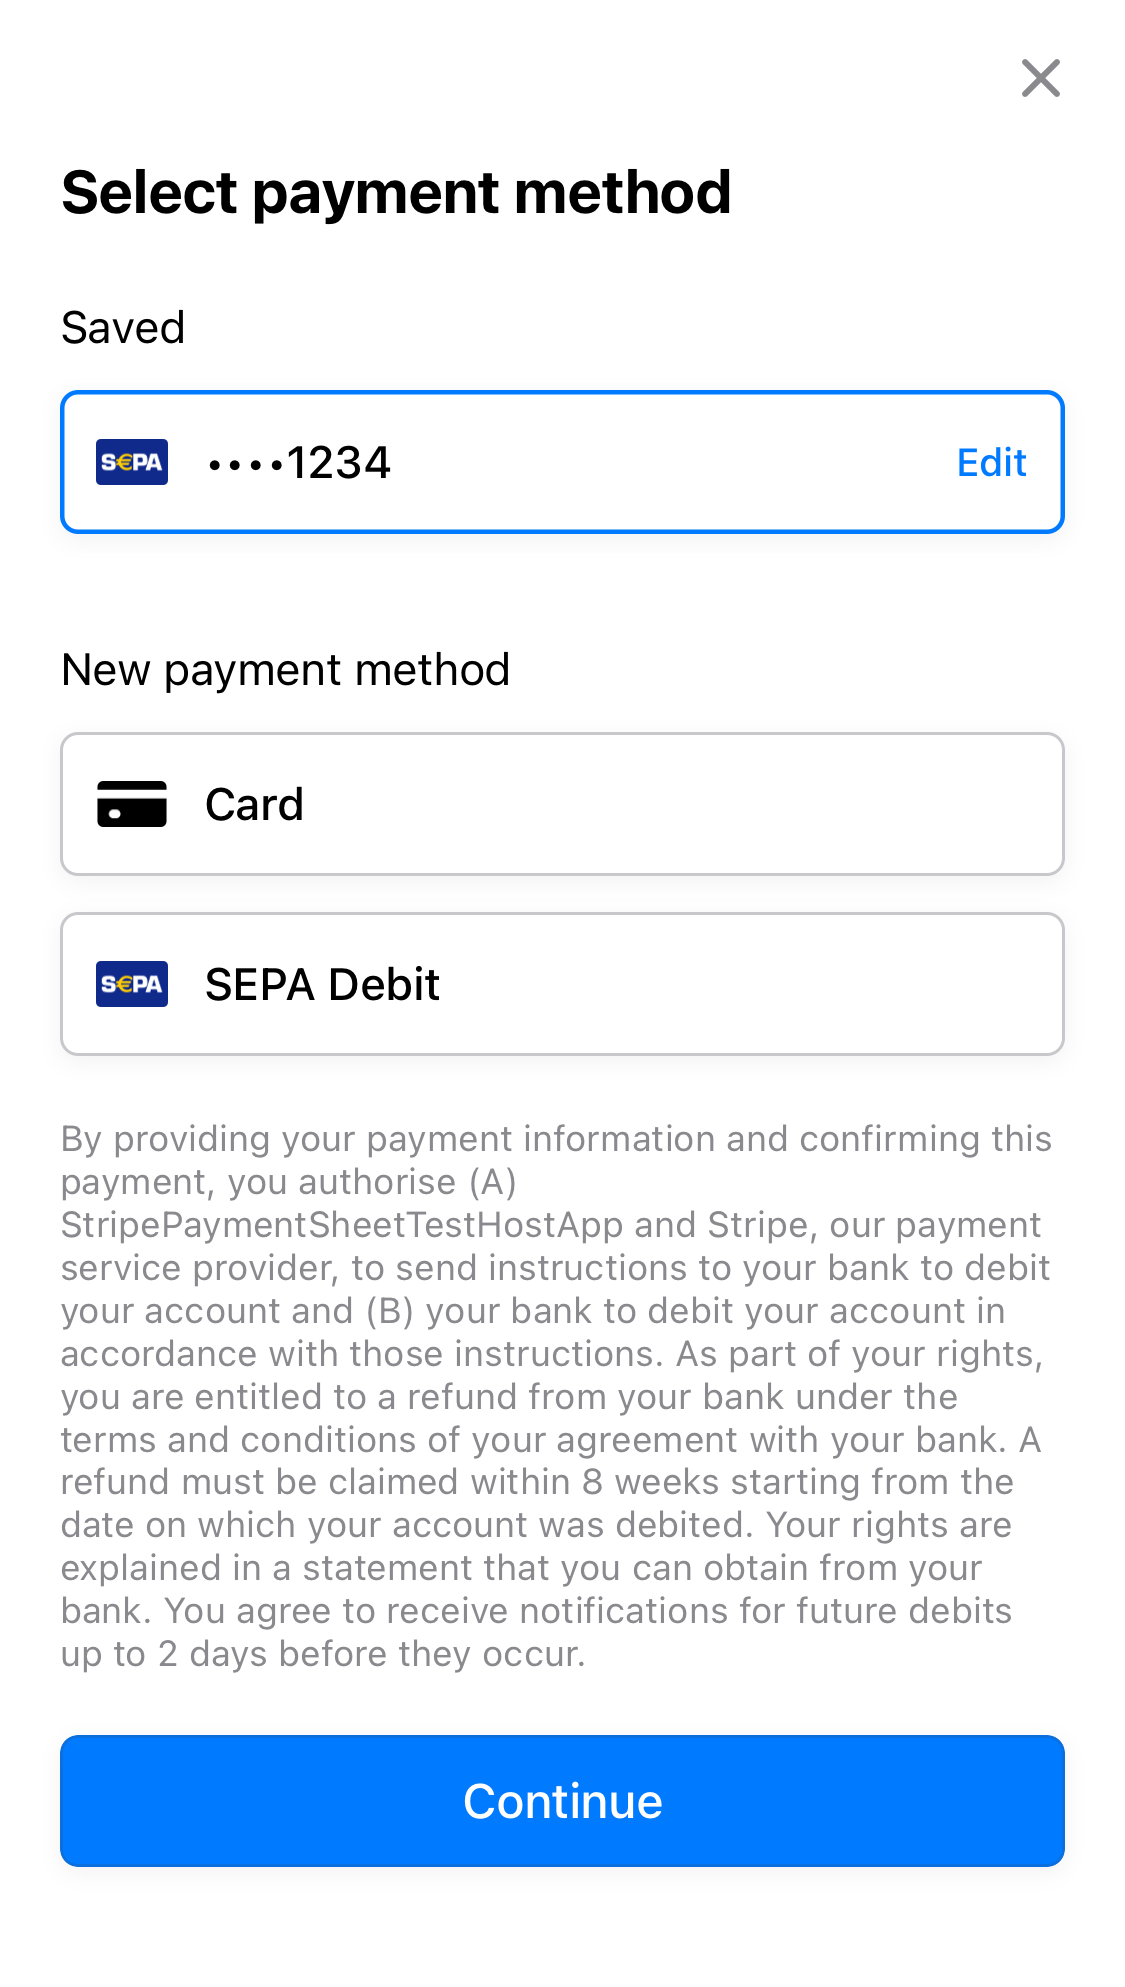 Select payment method
Saved
S€PA ••••1234 Edit
New payment method
Card
S€PA SEPA Debit
By providing your payment information and confirming this
payment, you authorise (A)
StripePaymentSheetTestHostApp and Stripe, our payment
service provider, to send instructions to your bank to debit
your account and (B) your bank to debit your account in
accordance with those instructions. As part of your rights,
you are entitled to a refund from your bank under the
terms and conditions of your agreement with your bank. A
refund must be claimed within 8 weeks starting from the
date on which your account was debited. Your rights are
explained in a statement that you can obtain from your
bank. You agree to receive notifications for future debits
up to 2 days before they occur.
Continue